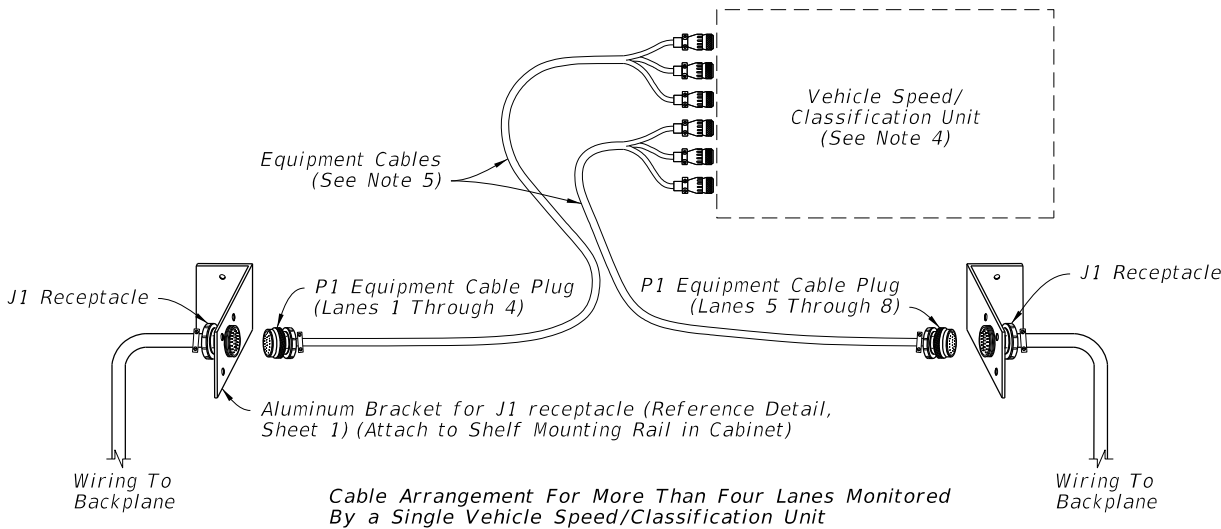 Vehicle Speed/
Classification Unit
(See Note 4)
Equipment Cables
(See Note 5)
J1 Receptacle
P1 Equipment Cable Plug
(Lanes 1 Through 4)
P1 Equipment Cable Plug
(Lanes 5 Through 8)
J1 Receptacle
Aluminum Bracket for J1 receptacle (Reference Detail,
Sheet 1) (Attach to Shelf Mounting Rail in Cabinet)
Wiring To
Backplane
Wiring To
Backplane
Cable Arrangement For More Than Four Lanes Monitored
By a Single Vehicle Speed/Classification Unit